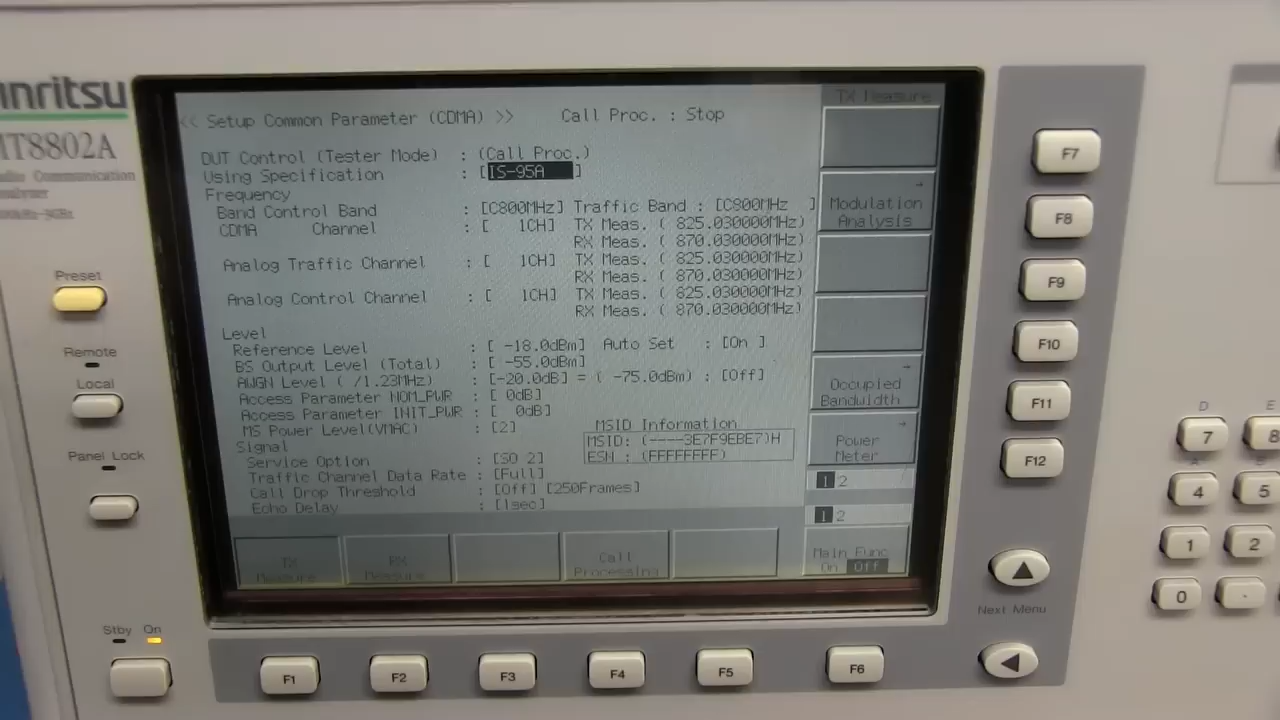 nritsu
MT8802A
<< Setup Common Parameter (CDMA) >> Call Proc. : Stop
DUT Control (Tester Mode) : (Call Proc.)
Using Specification : [IS-95A ]
Frequency
Band Control Band : [C800MHz] Traffic Band : [C800MHz ]
CDMA Channel : [ 1CH] TX Meas. ( 825.030000MHz)
RX Meas. ( 870.030000MHz)
Analog Traffic Channel : [ 1CH] TX Meas. ( 825.030000MHz)
RX Meas. ( 870.030000MHz)
Analog Control Channel : [ 1CH] TX Meas. ( 825.030000MHz)
RX Meas. ( 870.030000MHz)
Level
Reference Level : [ -18.0dBm] Auto Set : [On ]
BS Output Level (Total) : [ -55.0dBm]
AWGN Level ( /1.23MHz) : [-20.0dB] = ( -75.0dBm) : [Off]
Access Parameter NOM_PWR : [ 0dB]
Access Parameter INIT_PWR : [ 0dB]
MS Power Level(VMAC) : [2]
MSID Information
MSID: (----3E7F9EBE7)H
ESN : (FFFFFFFF)
Signal
Service Option : [SO 2]
Traffic Channel Data Rate : [Full]
Call Drop Threshold : [Off] [250Frames]
Echo Delay : [1sec]
TX Measure
→
Modulation
Analysis
→
Occupied
Bandwidth
→
Power
Meter
1 2
1 2
Main Func
On Off
TX
Measure
RX
Measure
Call
Processing
Preset
Remote
Local
Panel Lock
Stby On
F1
F2
F3
F4
F5
F6
F7
F8
F9
F10
F11
F12
Next Menu
D
E
7
8
A
4
5
1
2
0
.